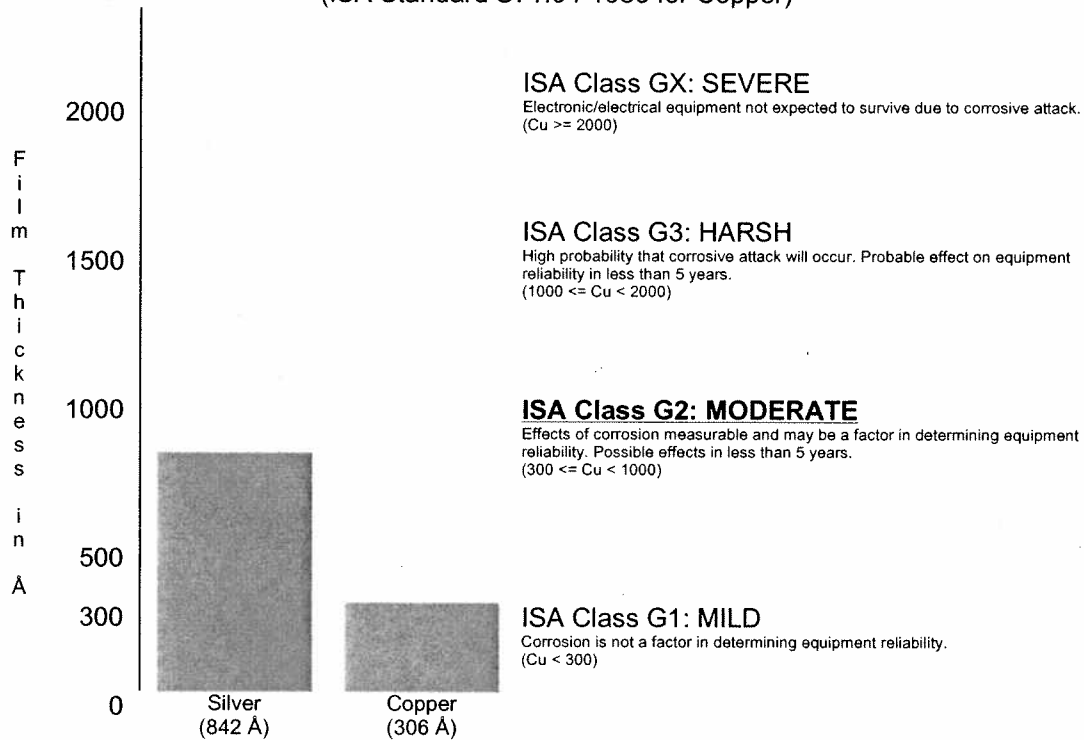 (ISA Standard for Copper)
Film Thickness in Å
2000
1500
1000
500
300
0
ISA Class GX: SEVERE
Electronic/electrical equipment not expected to survive due to corrosive attack.
(Cu >= 2000)
ISA Class G3: HARSH
High probability that corrosive attack will occur. Probable effect on equipment
reliability in less than 5 years.
(1000 <= Cu < 2000)
ISA Class G2: MODERATE
Effects of corrosion measurable and may be a factor in determining equipment
reliability. Possible effects in less than 5 years.
(300 <= Cu < 1000)
ISA Class G1: MILD
Corrosion is not a factor in determining equipment reliability.
(Cu < 300)
Silver
(842 Å)
Copper
(306 Å)